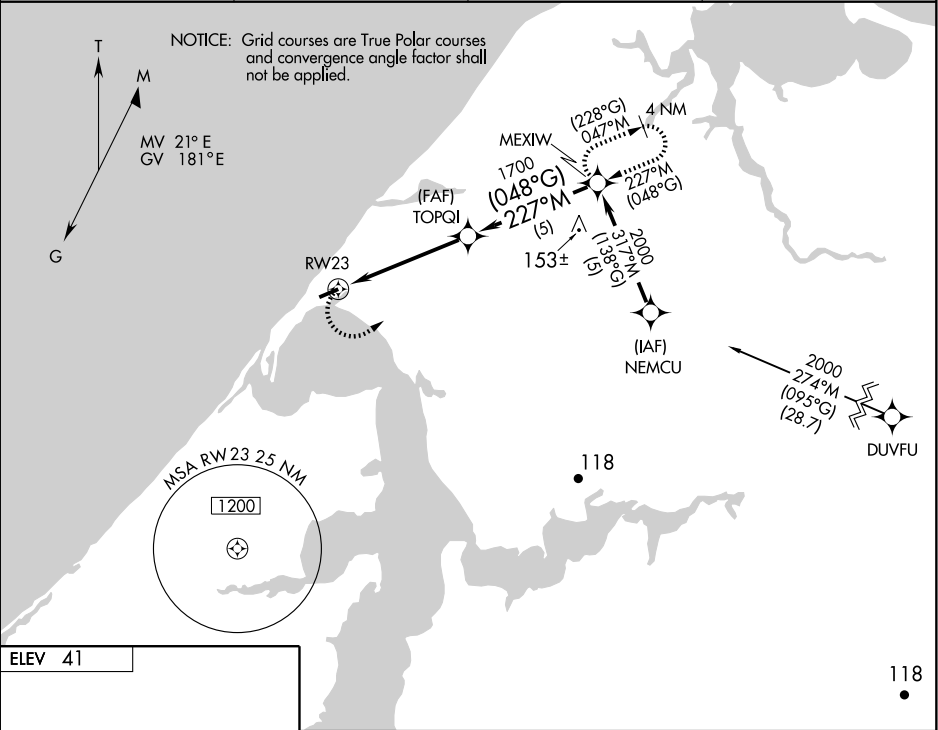 NOTICE: Grid courses are True Polar courses
and convergence angle factor shall
not be applied.
T
M
MV 21° E
GV 181°E
G
(228°G)
047°M
4 NM
MEXIW
1700
(048°G)
227°M
(5)
227°M
(048°G)
(FAF)
TOPQI
153±
2000
317°M
(138°G)
(5)
RW23
(IAF)
NEMCU
2000
274°M
(095°G)
(28.7)
DUVFU
MSA RW 23 25 NM
1200
118
ELEV 41
118